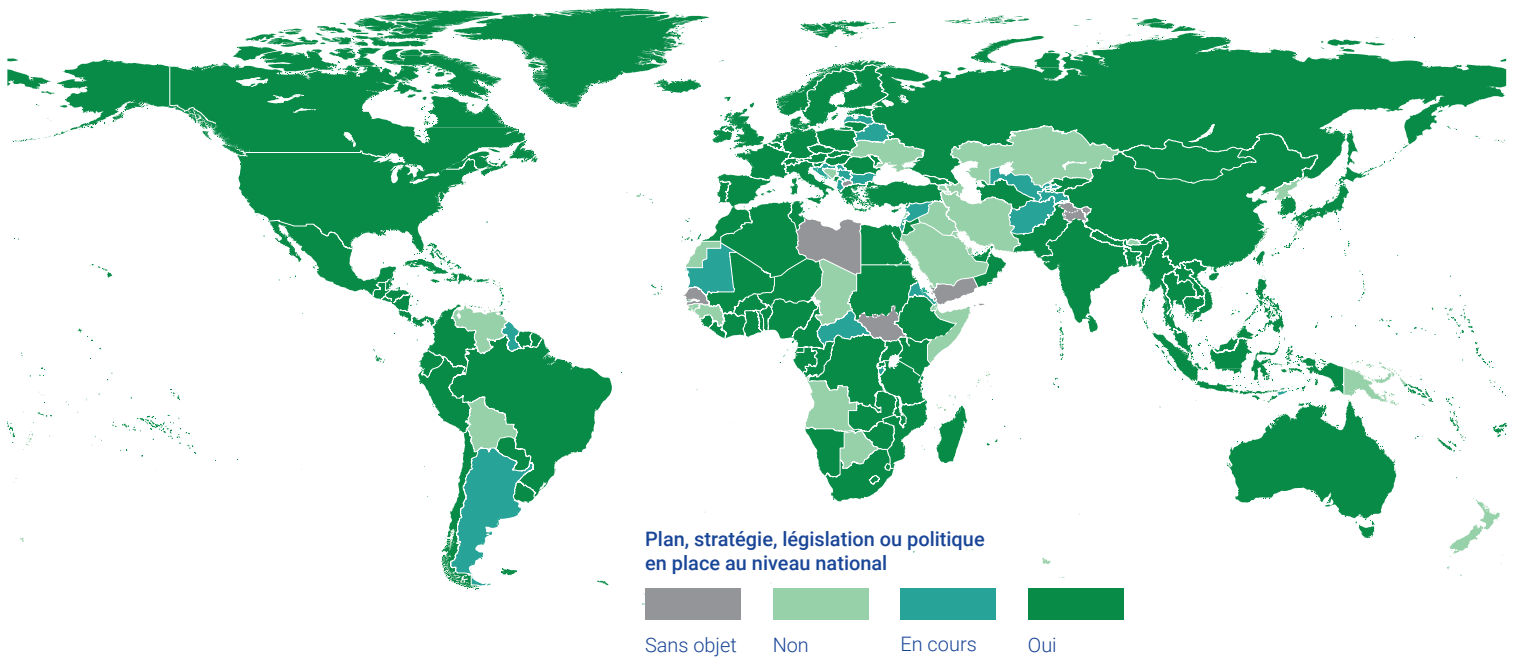 Plan, stratégie, législation ou politique
en place au niveau national
Sans objet
Non
En cours
Oui